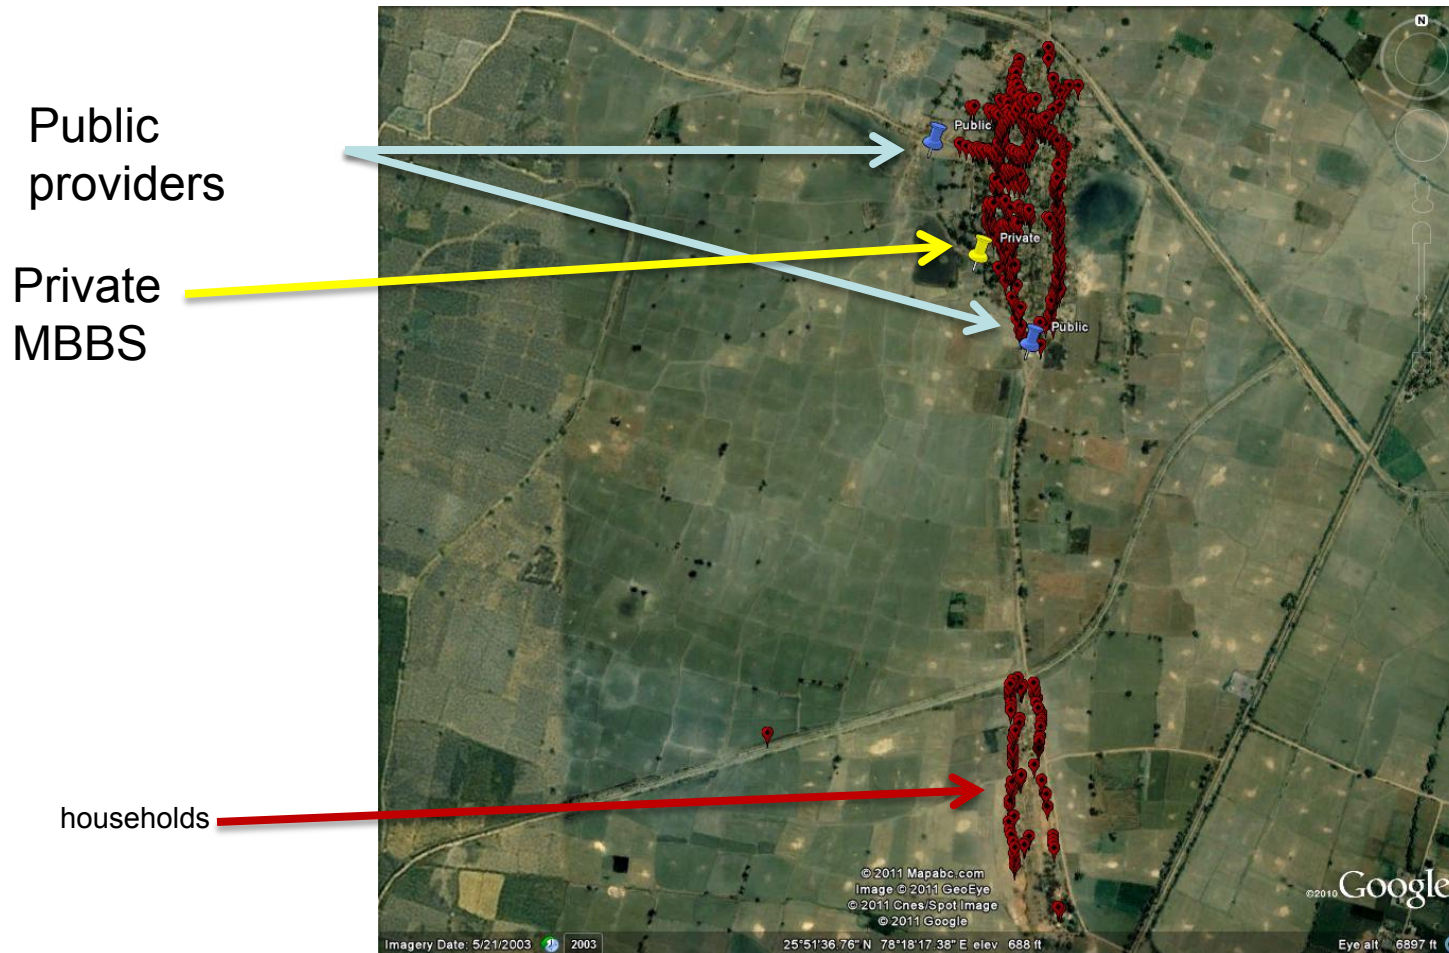 Public
providers
Private
MBBS
households
N
Public
Private
Public
© 2011 Mapabc.com
Image © 2011 GeoEye
© 2011 Cnes/Spot Image
© 2011 Google
©2010 Google
Imagery Date: 5/21/2003
2003
25°51'36.76" N 78°18'17.38" E elev 688 ft
Eye alt 6897 ft